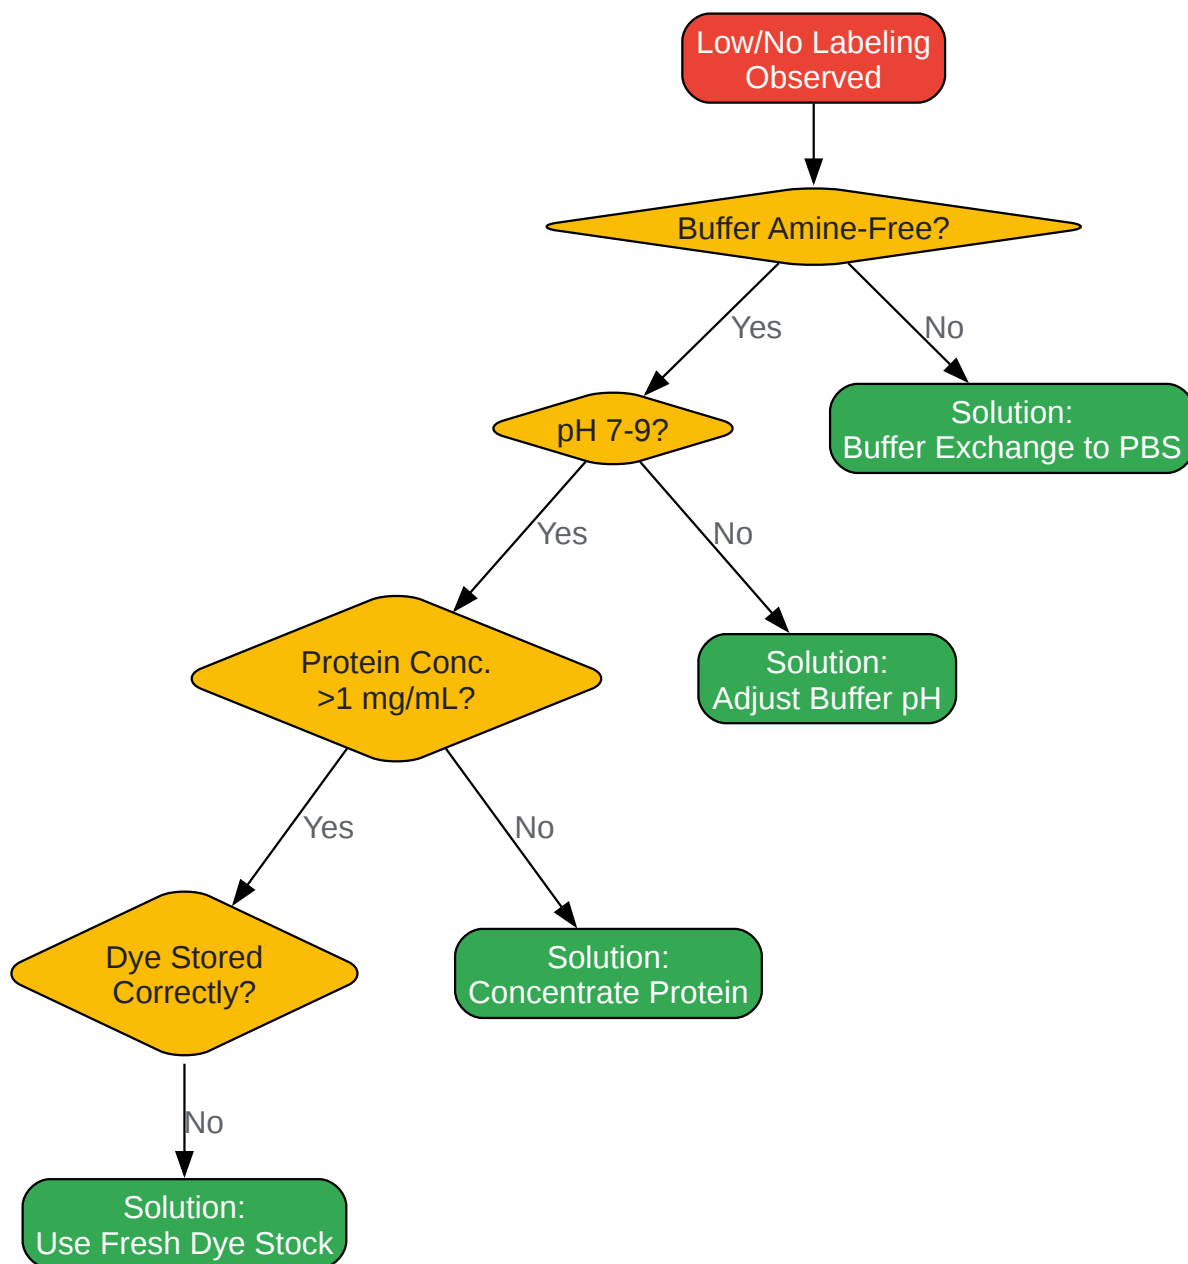 Low/No Labeling
Observed
Buffer Amine-Free?
Yes
No
pH 7-9?
Solution:
Buffer Exchange to PBS
Yes
No
Protein Conc.
>1 mg/mL?
Solution:
Adjust Buffer pH
Yes
No
Dye Stored
Correctly?
Solution:
Concentrate Protein
No
Solution:
Use Fresh Dye Stock